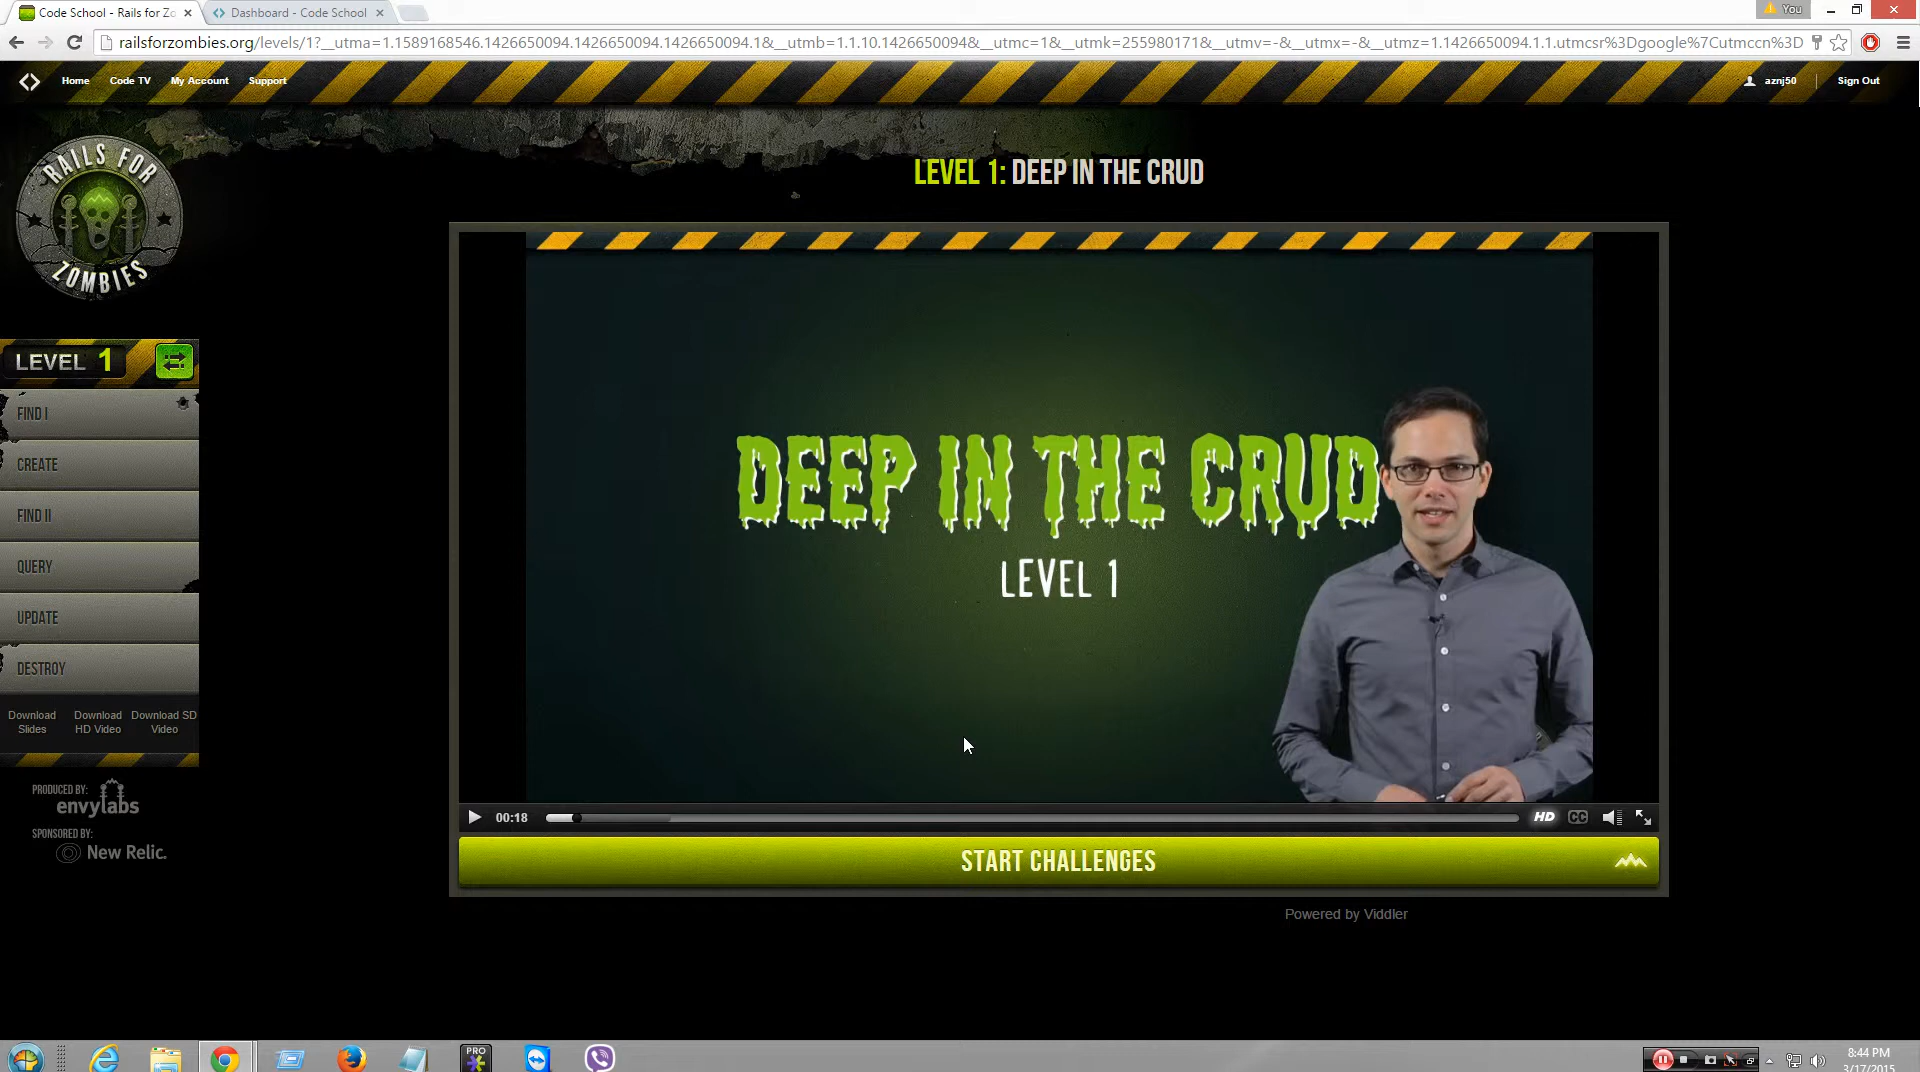 Code School - Rails for Zo
Dashboard - Code School
You
railsforzombies.org/levels/1?__utma=1.1589168546.1426650094.1426650094.1426650094.1&__utmb=1.1.10.1426650094&__utmc=1&__utmk=255980171&__utmv=-&__utmx=-&__utmz=1.1426650094.1.1.utmcsr%3Dgoogle%7Cutmccn%3D
Home
Code TV
My Account
Support
aznj50
Sign Out
RAILS FOR
ZOMBIES
LEVEL 1: DEEP IN THE CRUD
LEVEL 1
FIND I
CREATE
FIND II
QUERY
UPDATE
DESTROY
Download Slides
Download HD Video
Download SD Video
PRODUCED BY:
envylabs
SPONSORED BY:
New Relic.
DEEP IN THE CRUD
LEVEL 1
00:18
HD
CC
START CHALLENGES
Powered by Viddler
PRO
8:44 PM
3/17/2015